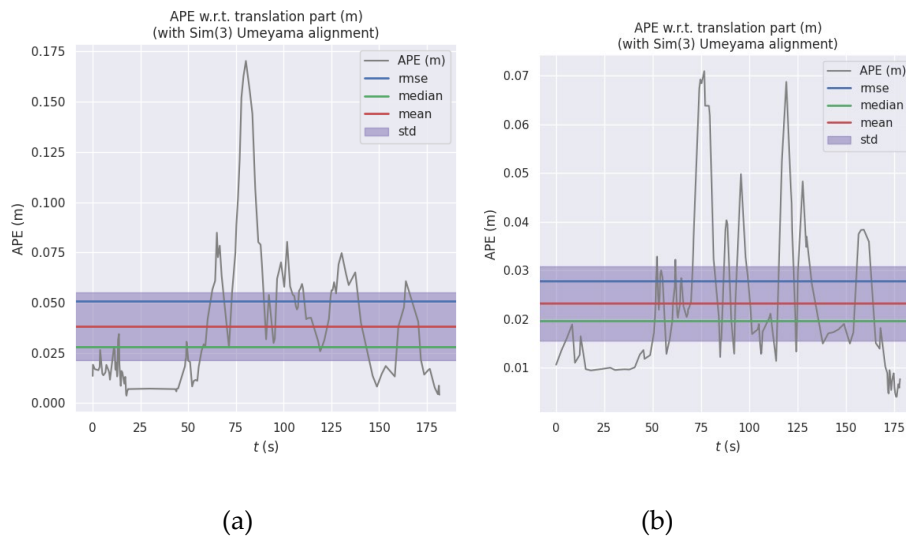 APE w.r.t. translation part (m)
(with Sim(3) Umeyama alignment)
APE (m)
rmse
median
mean
std
0.175
0.150
0.125
0.100
0.075
0.050
0.025
0.000
APE (m)
0 25 50 75 100 125 150 175
t (s)
(a)
APE w.r.t. translation part (m)
(with Sim(3) Umeyama alignment)
APE (m)
rmse
median
mean
std
0.07
0.06
0.05
0.04
0.03
0.02
0.01
APE (m)
0 25 50 75 100 125 150 175
t (s)
(b)